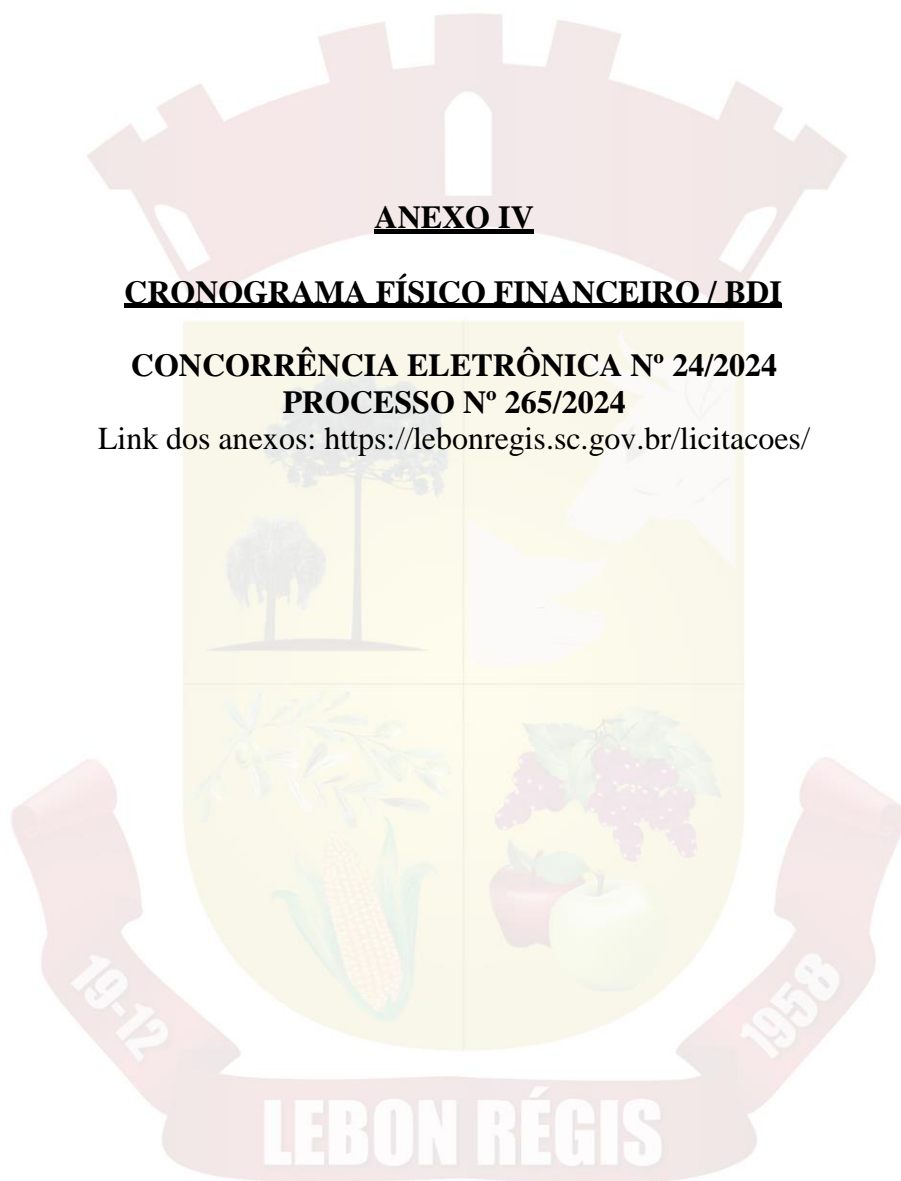 ANEXO IV
CRONOGRAMA FÍSICO FINANCEIRO / BDI
CONCORRÊNCIA ELETRÔNICA Nº 24/2024
PROCESSO Nº 265/2024
Link dos anexos: https://lebonregis.sc.gov.br/licitacoes/
19-12
1958
LEBON RÉGIS